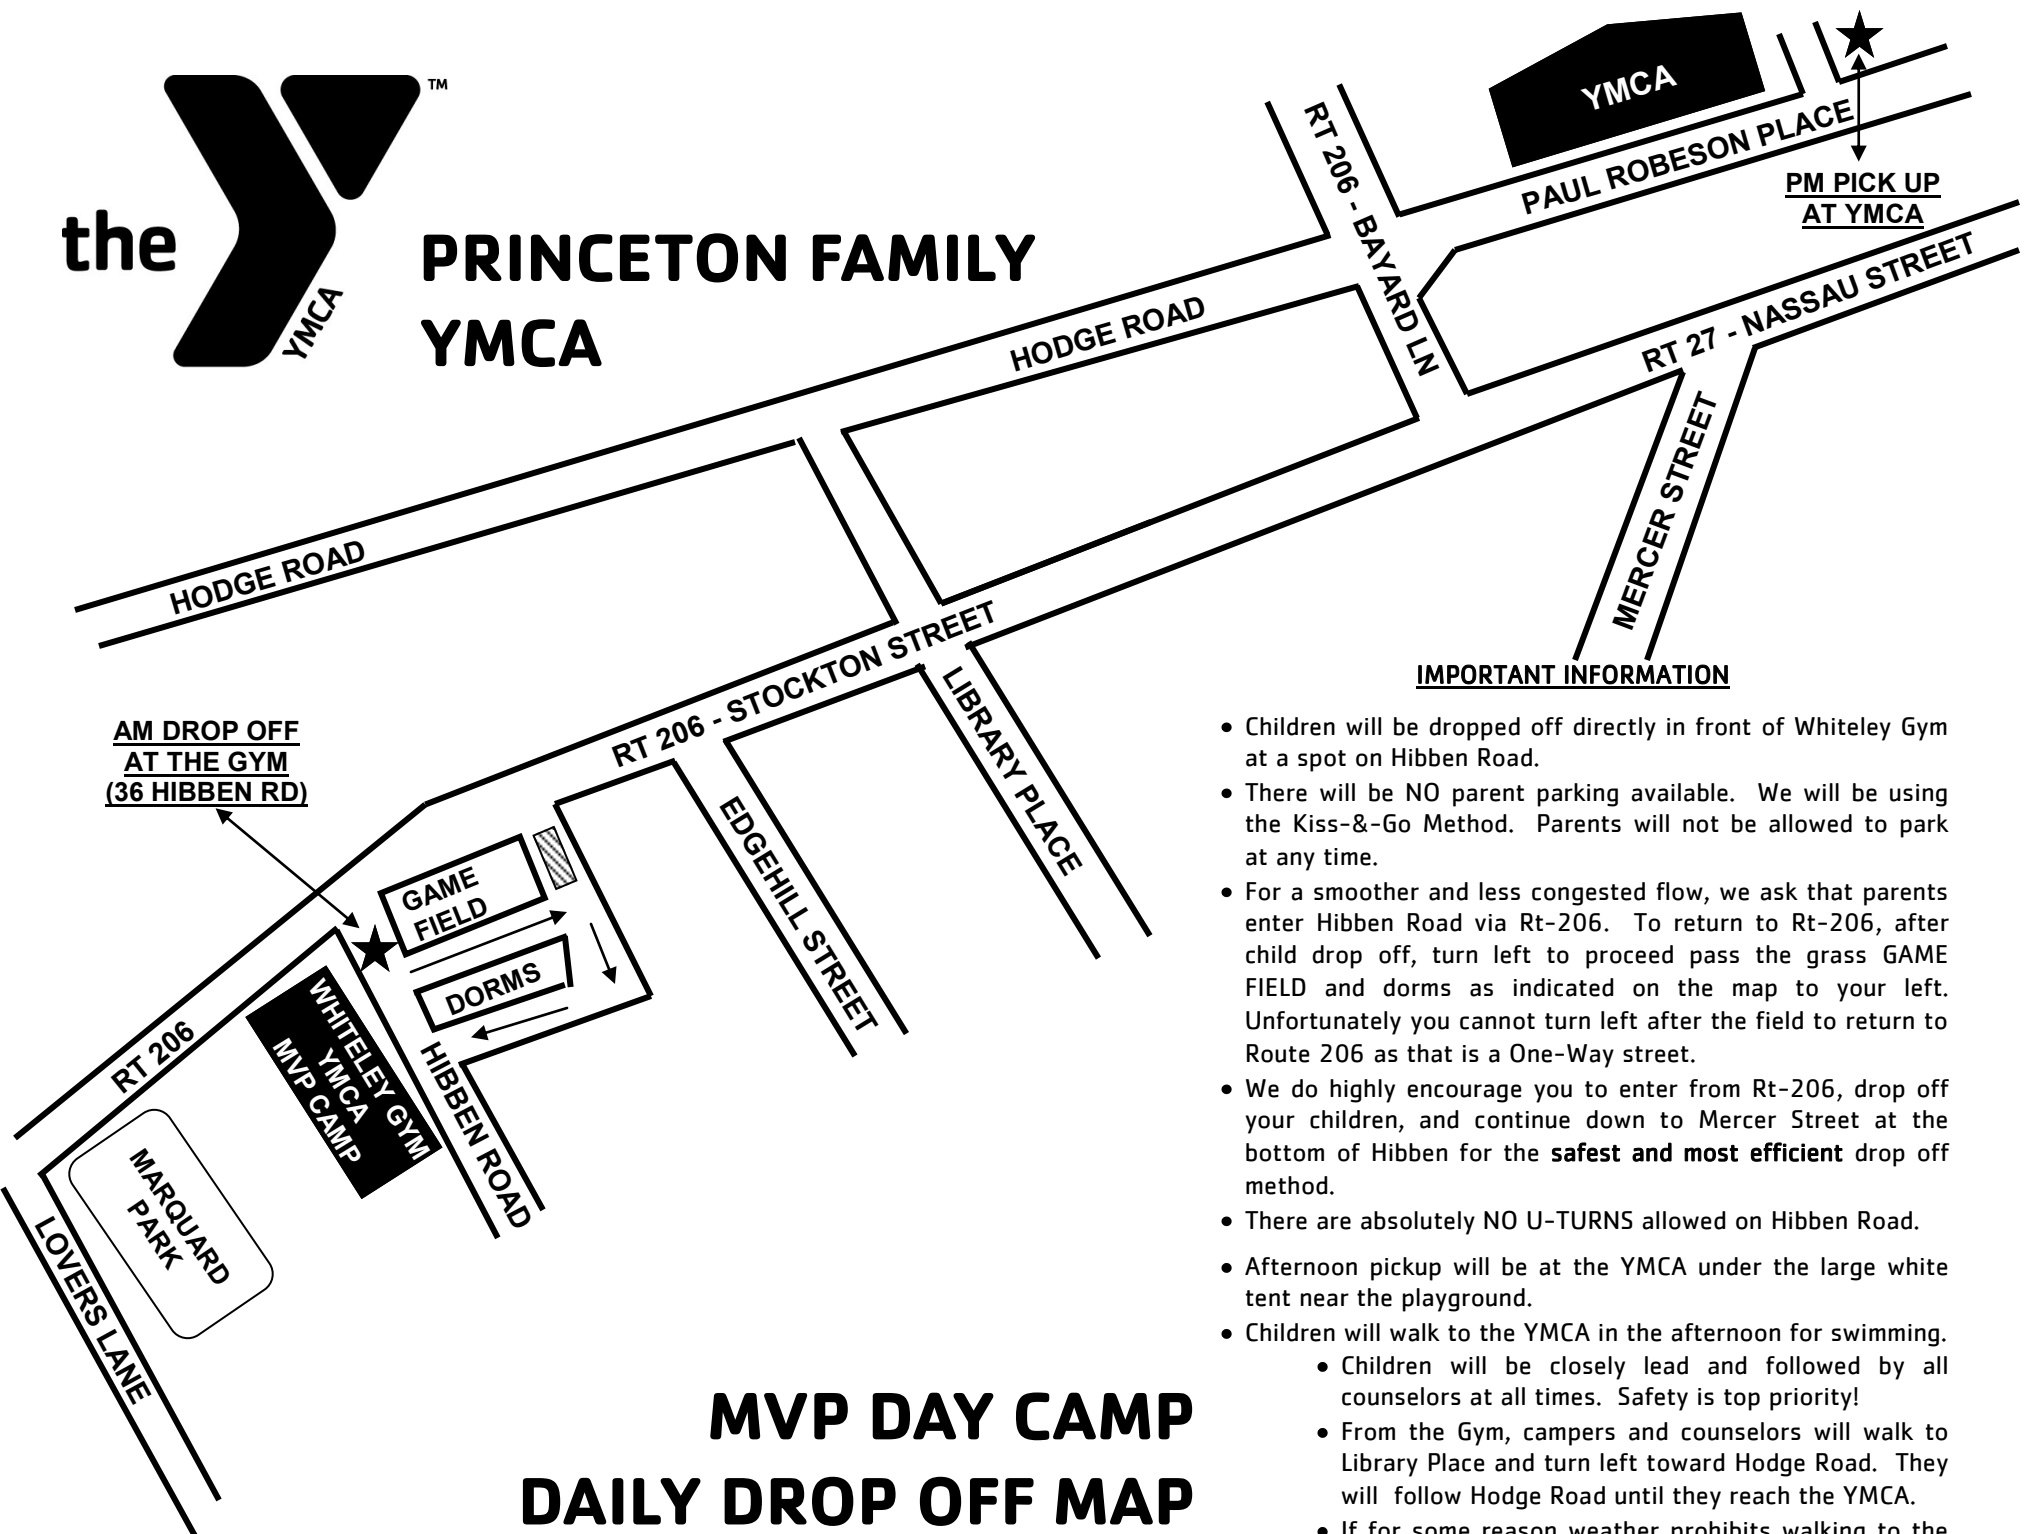 the
YMCA
TM
PRINCETON FAMILY
YMCA
YMCA
RT 206 - BAYARD LN
PAUL ROBESON PLACE
PM PICK UP
AT YMCA
HODGE ROAD
RT 27 - NASSAU STREET
MERCER STREET
HODGE ROAD
RT 206 - STOCKTON STREET
LIBRARY PLACE
EDGEHILL STREET
AM DROP OFF
AT THE GYM
(36 HIBBEN RD)
GAME
FIELD
DORMS
RT 206
WHITELEY GYM
YMCA
MVP CAMP
HIBBEN ROAD
MARQUARD
PARK
LOVERS LANE
MVP DAY CAMP
DAILY DROP OFF MAP
IMPORTANT INFORMATION
• Children will be dropped off directly in front of Whiteley Gym
at a spot on Hibben Road.
• There will be NO parent parking available. We will be using
the Kiss-&-Go Method. Parents will not be allowed to park
at any time.
• For a smoother and less congested flow, we ask that parents
enter Hibben Road via Rt-206. To return to Rt-206, after
child drop off, turn left to proceed pass the grass GAME
FIELD and dorms as indicated on the map to your left.
Unfortunately you cannot turn left after the field to return to
Route 206 as that is a One-Way street.
• We do highly encourage you to enter from Rt-206, drop off
your children, and continue down to Mercer Street at the
bottom of Hibben for the safest and most efficient drop off
method.
• There are absolutely NO U-TURNS allowed on Hibben Road.
• Afternoon pickup will be at the YMCA under the large white
tent near the playground.
• Children will walk to the YMCA in the afternoon for swimming.
• Children will be closely lead and followed by all
counselors at all times. Safety is top priority!
• From the Gym, campers and counselors will walk to
Library Place and turn left toward Hodge Road. They
will follow Hodge Road until they reach the YMCA.
• If for some reason weather prohibits walking to the